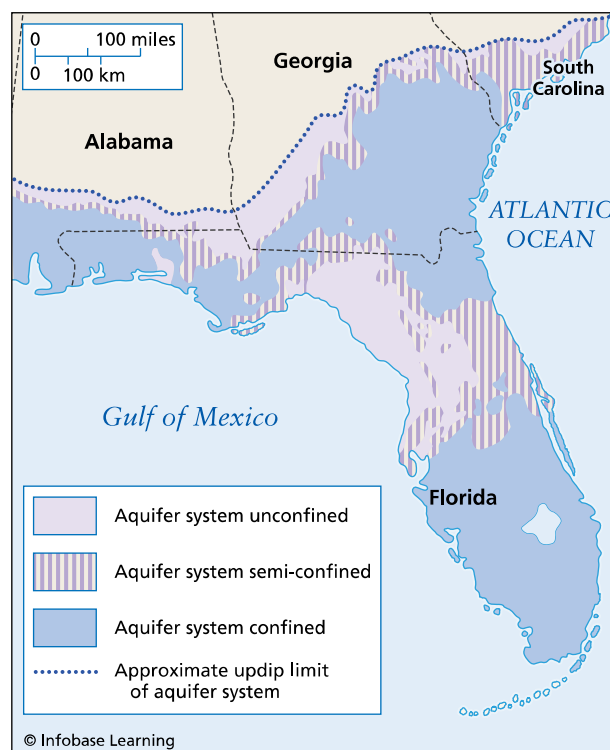 0 100 miles
0 100 km
Georgia
South
Carolina
Alabama
ATLANTIC
OCEAN
Gulf of Mexico
Florida
Aquifer system unconfined
Aquifer system semi-confined
Aquifer system confined
Approximate updip limit
of aquifer system
© Infobase Learning